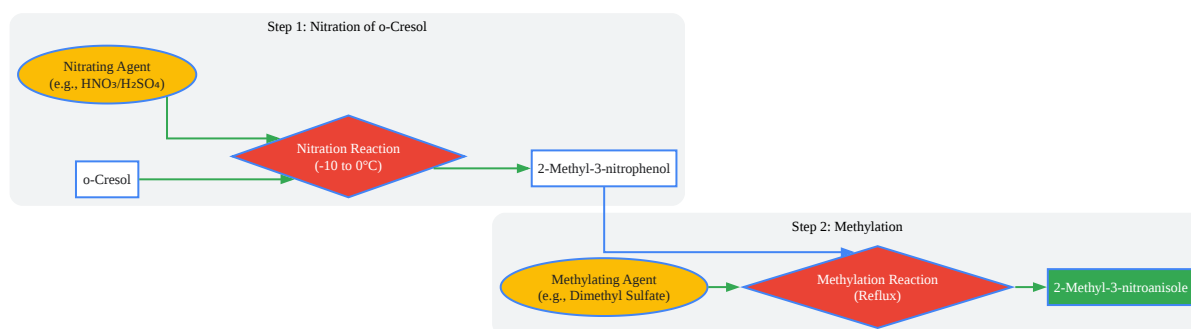 Step 1: Nitration of o-Cresol
Nitrating Agent
(e.g., HNO₃/H₂SO₄)
Nitration Reaction
(-10 to 0°C)
o-Cresol
2-Methyl-3-nitrophenol
Step 2: Methylation
Methylating Agent
(e.g., Dimethyl Sulfate)
Methylation Reaction
(Reflux)
2-Methyl-3-nitroanisole